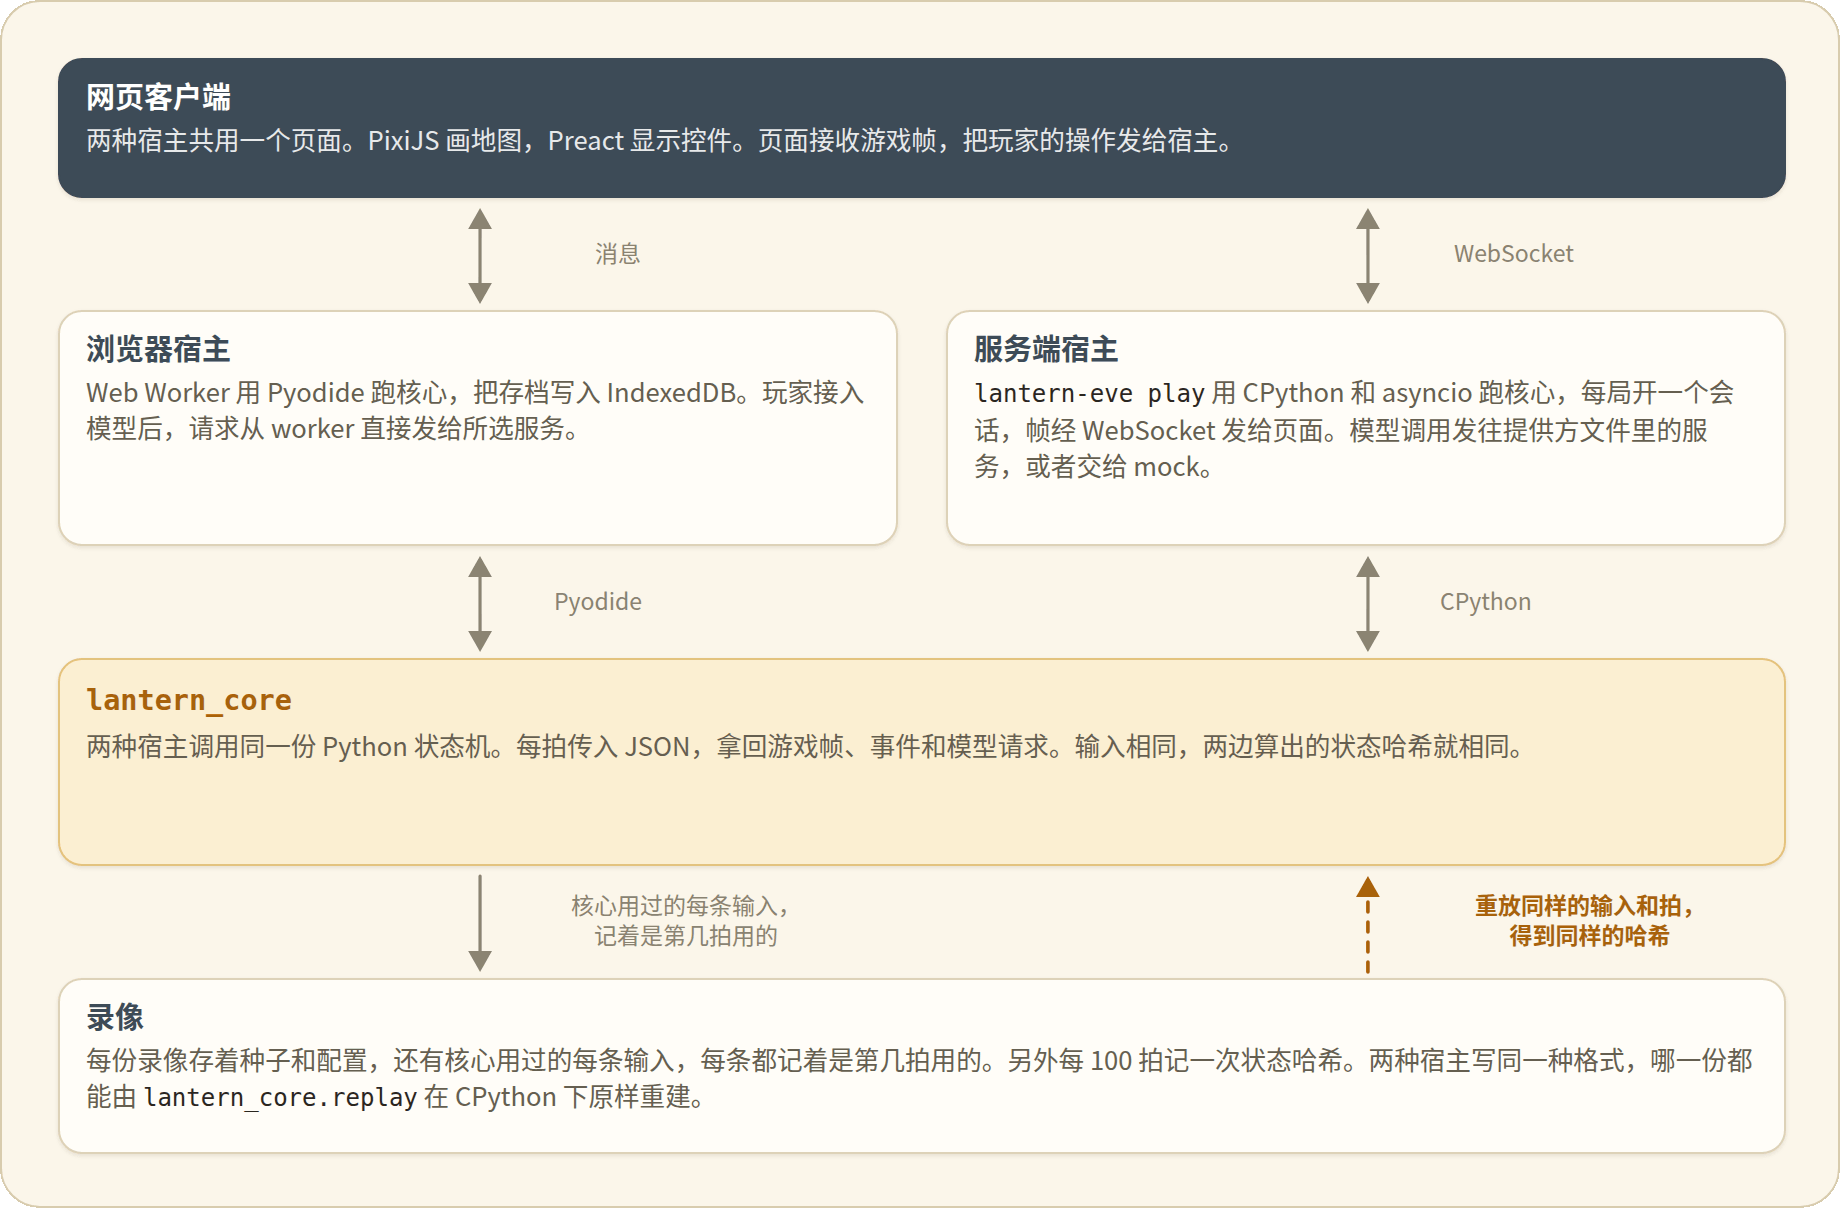 网页客户端
两种宿主共用一个页面。PixiJS 画地图，Preact 显示控件。页面接收游戏帧，把玩家的操作发给宿主。
消息
WebSocket
浏览器宿主
Web Worker 用 Pyodide 跑核心，把存档写入 IndexedDB。玩家接入
模型后，请求从 worker 直接发给所选服务。
服务端宿主
lantern-eve play 用 CPython 和 asyncio 跑核心，每局开一个会
话，帧经 WebSocket 发给页面。模型调用发往提供方文件里的服
务，或者交给 mock。
Pyodide
CPython
lantern_core
两种宿主调用同一份 Python 状态机。每拍传入 JSON，拿回游戏帧、事件和模型请求。输入相同，两边算出的状态哈希就相同。
核心用过的每条输入，
记着是第几拍用的
重放同样的输入和拍，
得到同样的哈希
录像
每份录像存着种子和配置，还有核心用过的每条输入，每条都记着是第几拍用的。另外每 100 拍记一次状态哈希。两种宿主写同一种格式，哪一份都
能由 lantern_core.replay 在 CPython 下原样重建。